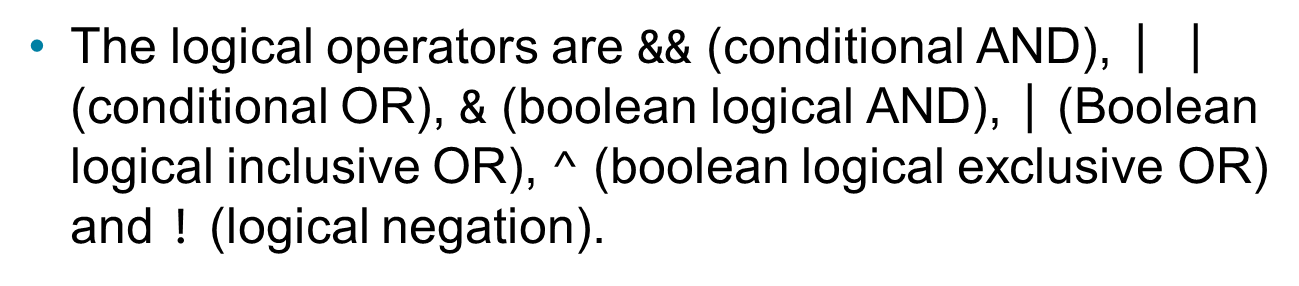 • The logical operators are && (conditional AND), | |
(conditional OR), & (boolean logical AND), | (Boolean
logical inclusive OR), ^ (boolean logical exclusive OR)
and ! (logical negation).